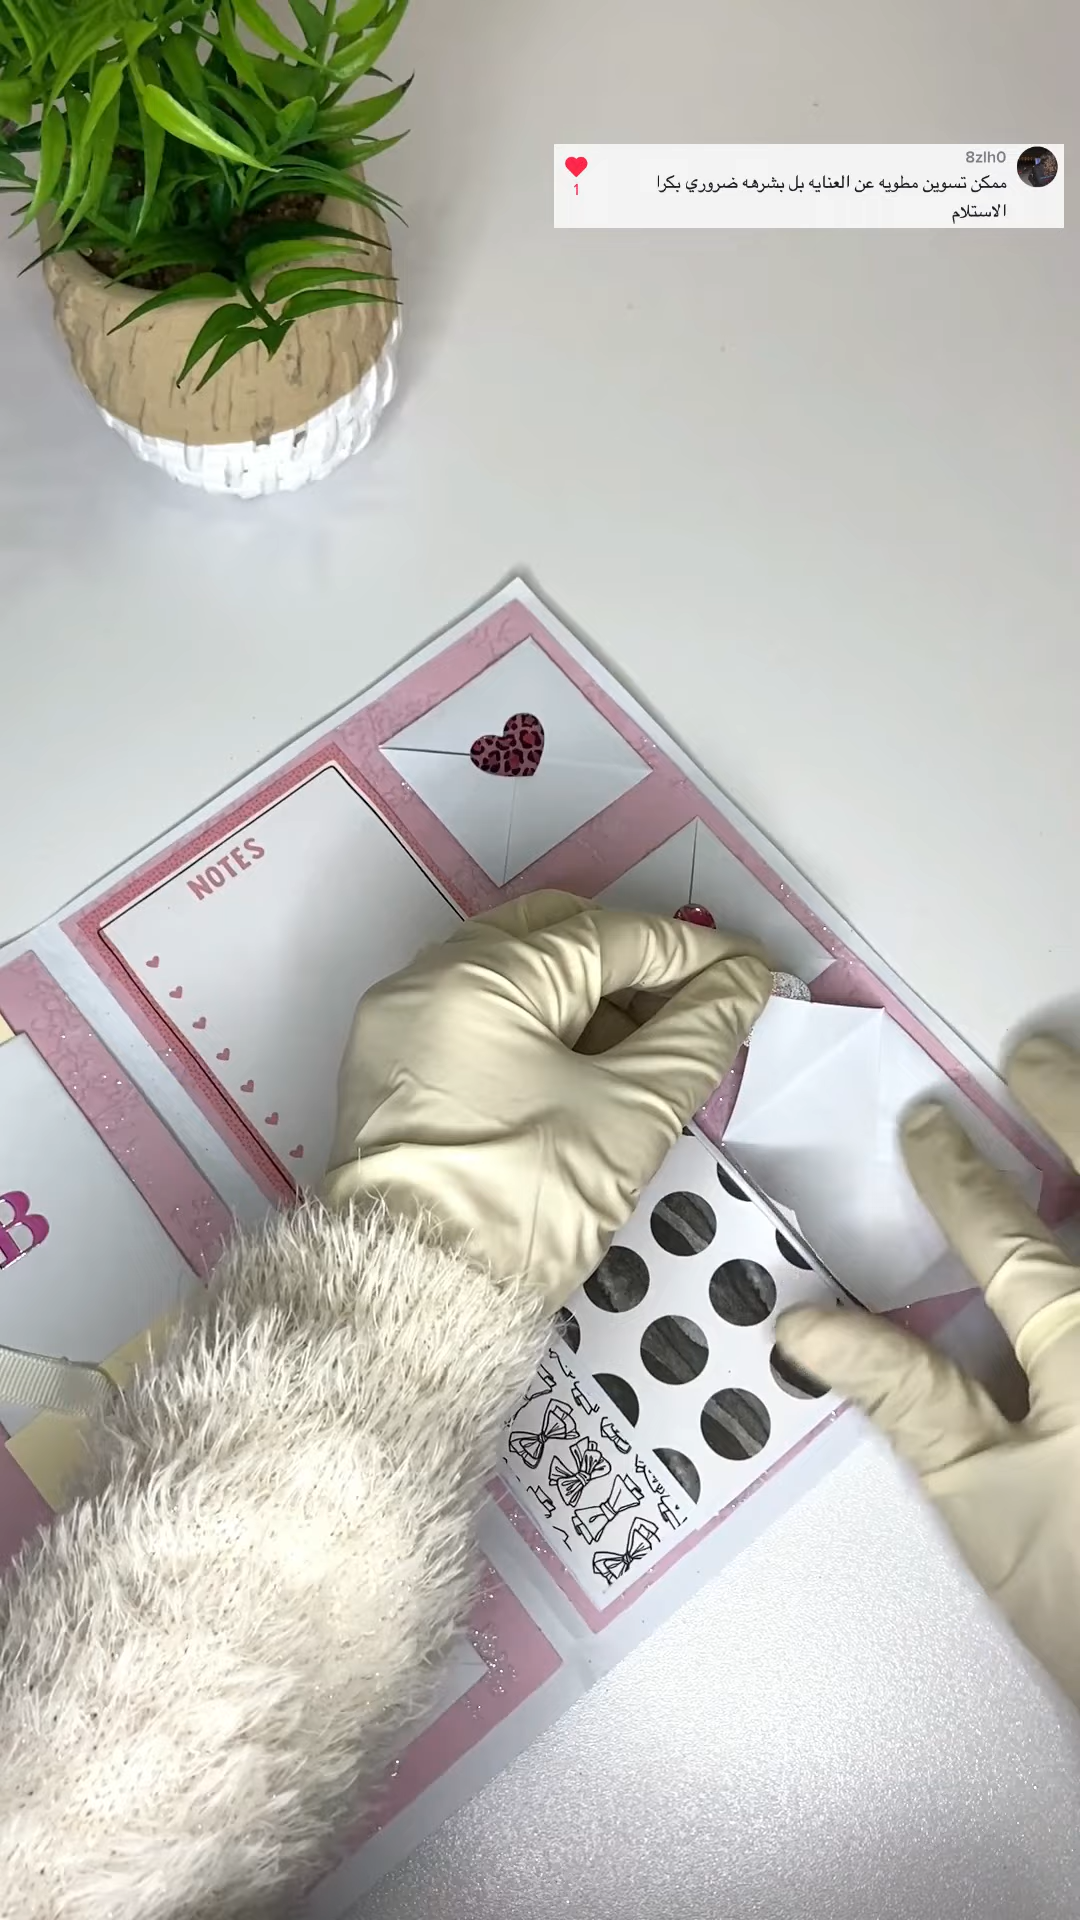 8zlh0
ممكن تسوين مطويه عن العنايه بل بشرهه ضروري بكرا
الاستلام
1
NOTES
B